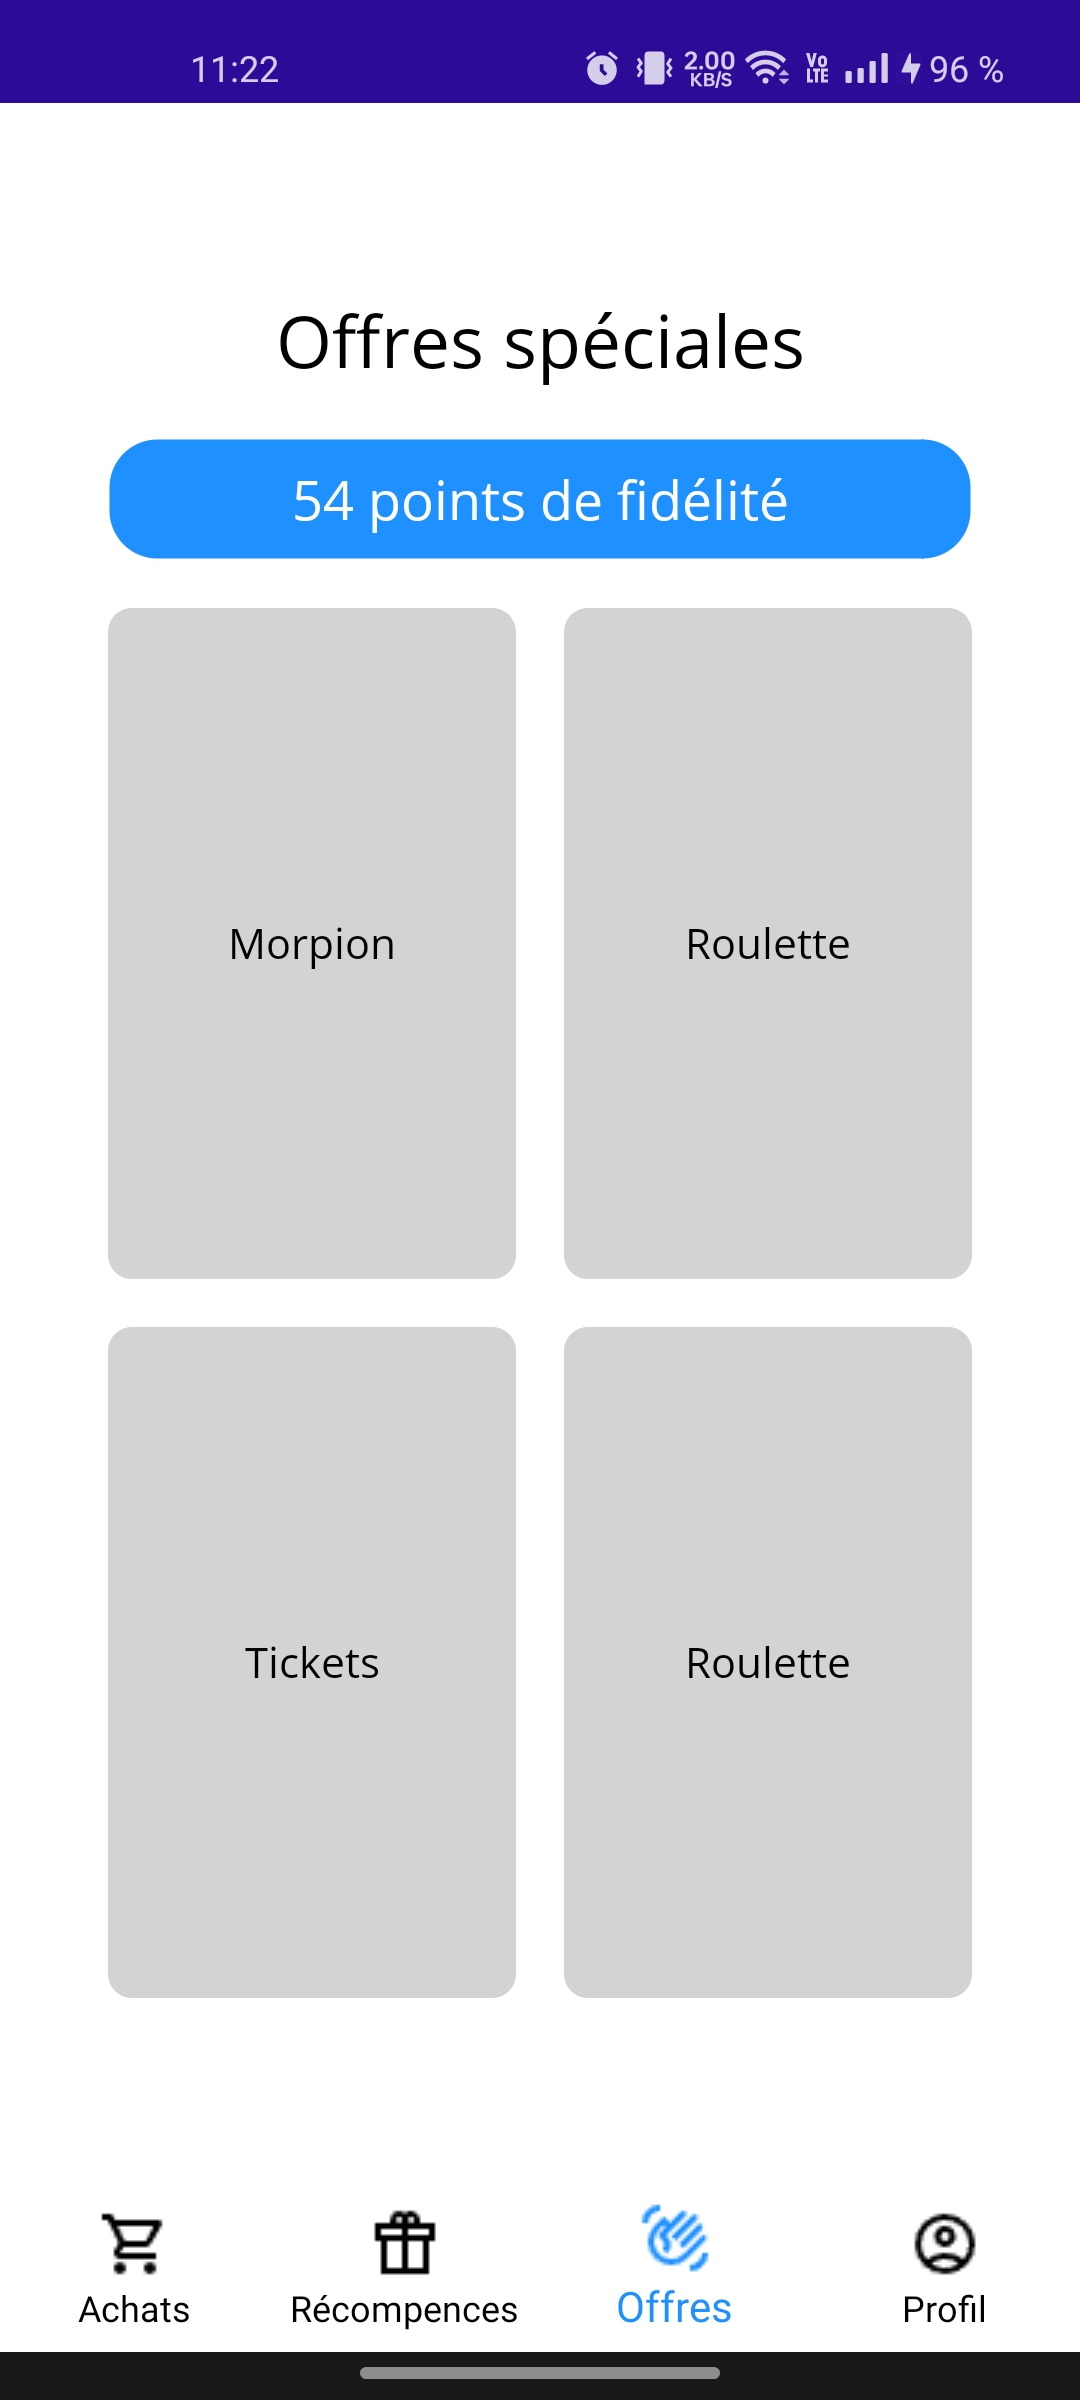 11:22
2.00
KB/S
Vo
LTE
96 %
Offres spéciales
54 points de fidélité
Morpion
Roulette
Tickets
Roulette
Achats
Récompences
Offres
Profil